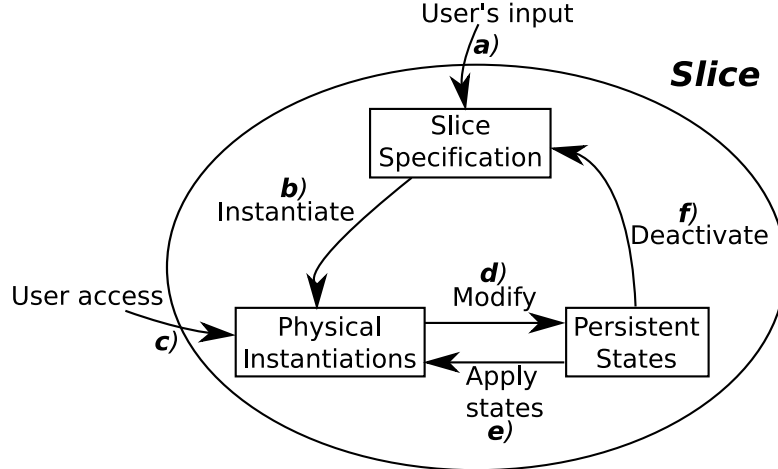 User's input
a)
Slice
Slice
Specification
b)
Instantiate
f)
Deactivate
d)
Modify
User access
c)
Physical
Instantiations
Persistent
States
Apply
states
e)